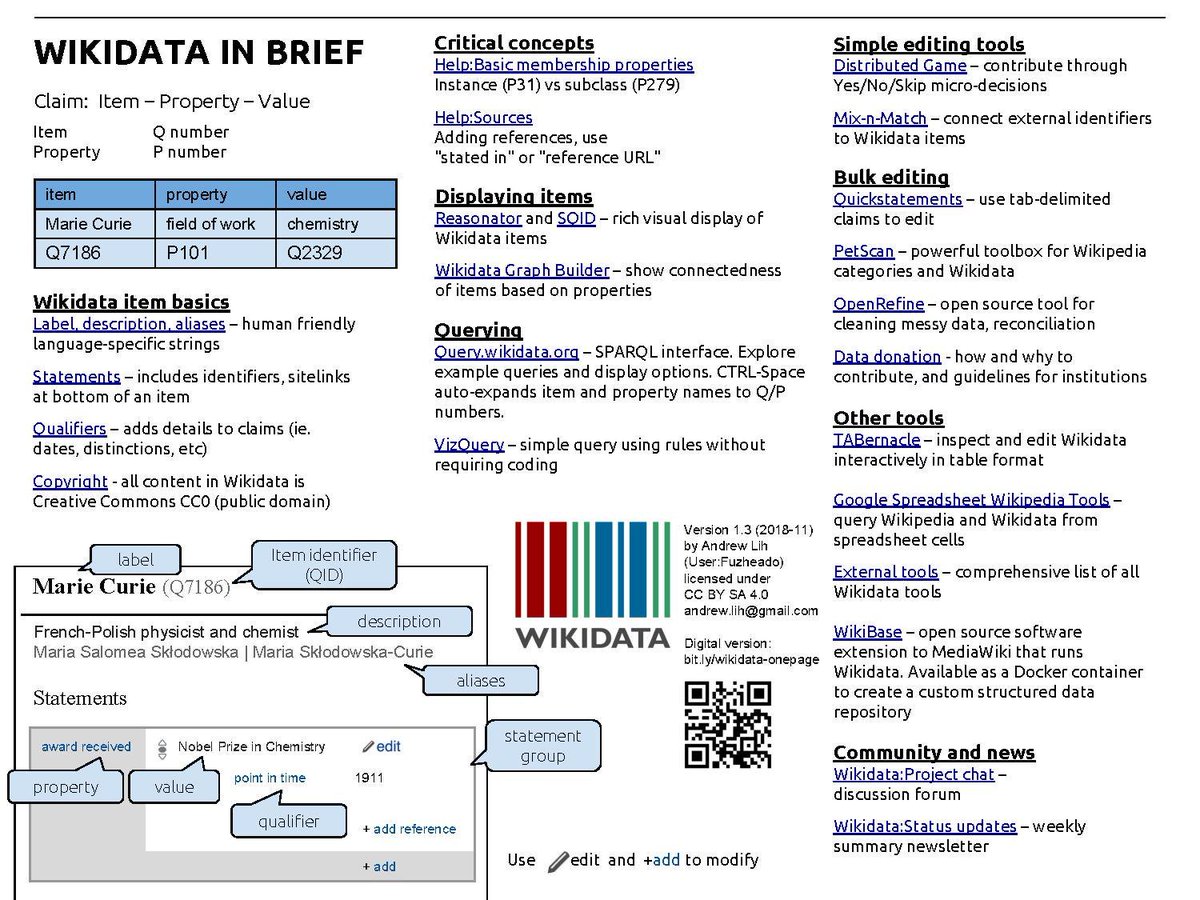 WIKIDATA IN BRIEF
Claim: Item – Property – Value
Item Q number
Property P number
item property value
Marie Curie field of work chemistry
Q7186 P101 Q2329
Wikidata item basics
Label, description, aliases – human friendly
language-specific strings
Statements – includes identifiers, sitelinks
at bottom of an item
Qualifiers – adds details to claims (ie.
dates, distinctions, etc)
Copyright - all content in Wikidata is
Creative Commons CC0 (public domain)
label
Item identifier
(QID)
Marie Curie (Q7186)
description
French-Polish physicist and chemist
Maria Salomea Skłodowska | Maria Skłodowska-Curie
aliases
Statements
statement
group
award received Nobel Prize in Chemistry edit
property
value
point in time 1911
qualifier
+ add reference
+ add
Critical concepts
Help:Basic membership properties
Instance (P31) vs subclass (P279)
Help:Sources
Adding references, use
"stated in" or "reference URL"
Displaying items
Reasonator and SQID – rich visual display of
Wikidata items
Wikidata Graph Builder – show connectedness
of items based on properties
Querying
Query.wikidata.org – SPARQL interface. Explore
example queries and display options. CTRL-Space
auto-expands item and property names to Q/P
numbers.
VizQuery – simple query using rules without
requiring coding
WIKIDATA
Version 1.3 (2018-11)
by Andrew Lih
(User:Fuzheado)
licensed under
CC BY SA 4.0
andrew.lih@gmail.com
Digital version:
bit.ly/wikidata-onepage
Use edit and +add to modify
Simple editing tools
Distributed Game – contribute through
Yes/No/Skip micro-decisions
Mix-n-Match – connect external identifiers
to Wikidata items
Bulk editing
Quickstatements – use tab-delimited
claims to edit
PetScan – powerful toolbox for Wikipedia
categories and Wikidata
OpenRefine – open source tool for
cleaning messy data, reconciliation
Data donation - how and why to
contribute, and guidelines for institutions
Other tools
TABernacle – inspect and edit Wikidata
interactively in table format
Google Spreadsheet Wikipedia Tools –
query Wikipedia and Wikidata from
spreadsheet cells
External tools – comprehensive list of all
Wikidata tools
WikiBase – open source software
extension to MediaWiki that runs
Wikidata. Available as a Docker container
to create a custom structured data
repository
Community and news
Wikidata:Project chat –
discussion forum
Wikidata:Status updates – weekly
summary newsletter